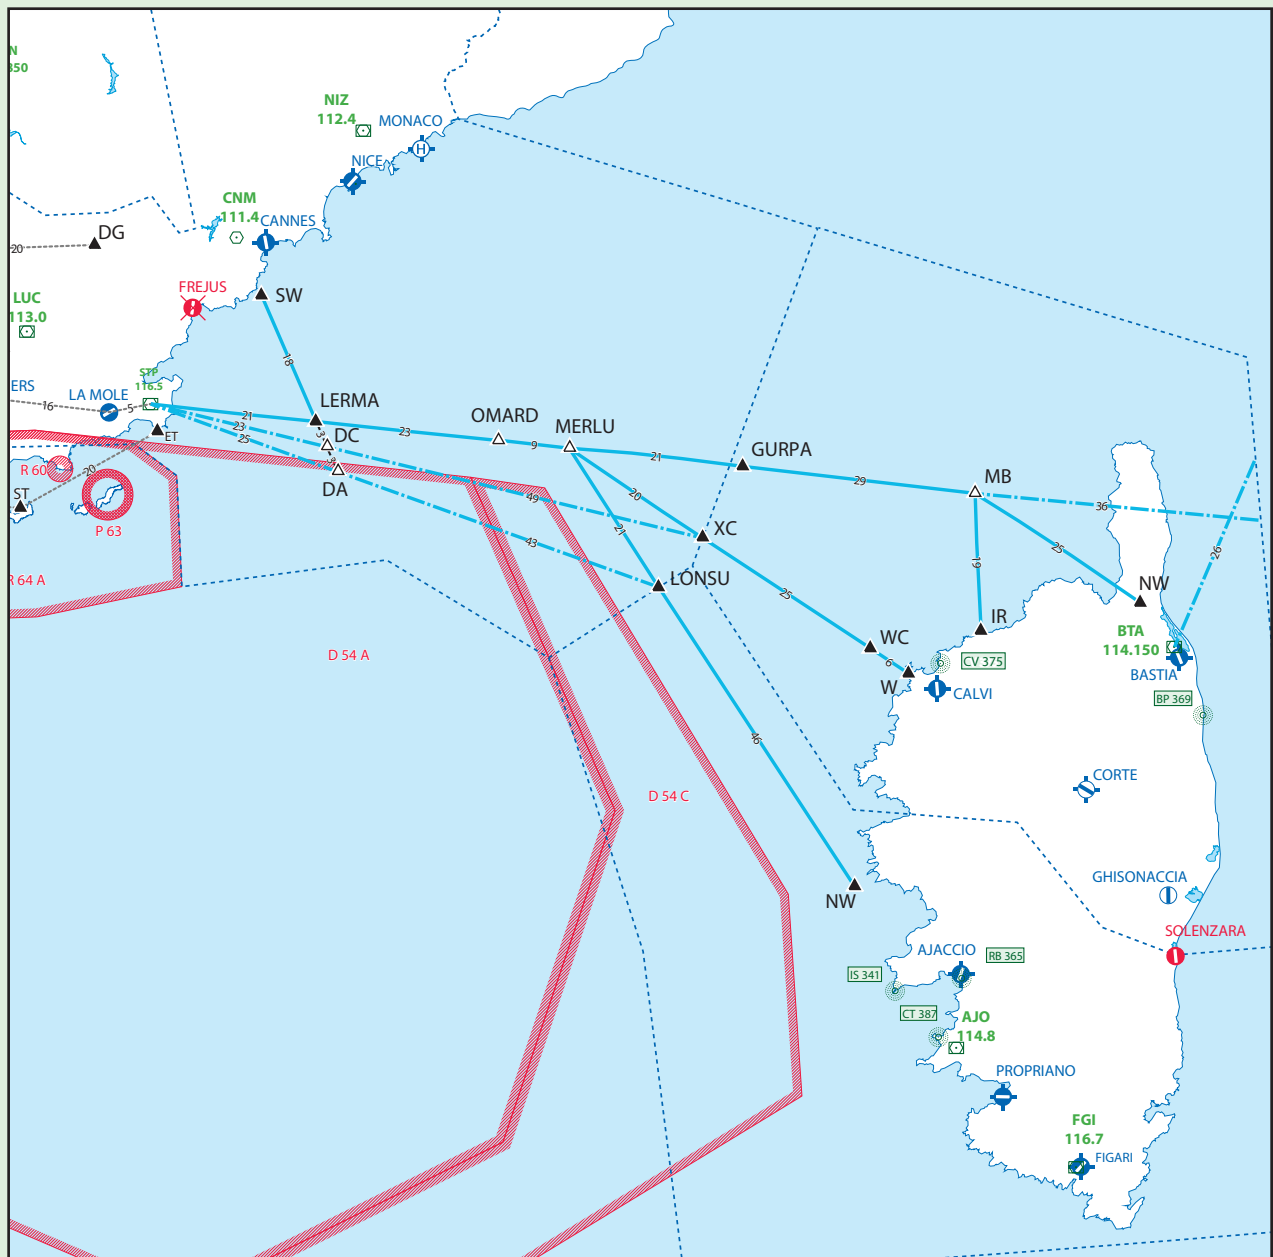 N
350
NIZ
112.4
MONACO
NICE
CNM
111.4
CANNES
DG
20
FREJUS
SW
LUC
113.0
18
STP
116.5
ERS
LA MOLE
16
5
LERMA
21
23
25
ET
3
DC
3
DA
23
OMARD
9
MERLU
21
GURPA
29
MB
36
26
R 60
20
ST
P 63
49
20
21
43
XC
19
25
NW
R 64 A
LONSU
25
IR
BTA
114.150
WC
6
W
CV 375
CALVI
BASTIA
BP 369
D 54 A
46
CORTE
D 54 C
GHISONACCIA
NW
SOLENZARA
AJACCIO
RB 365
IS 341
CT 387
AJO
114.8
PROPRIANO
FGI
116.7
FIGARI
H